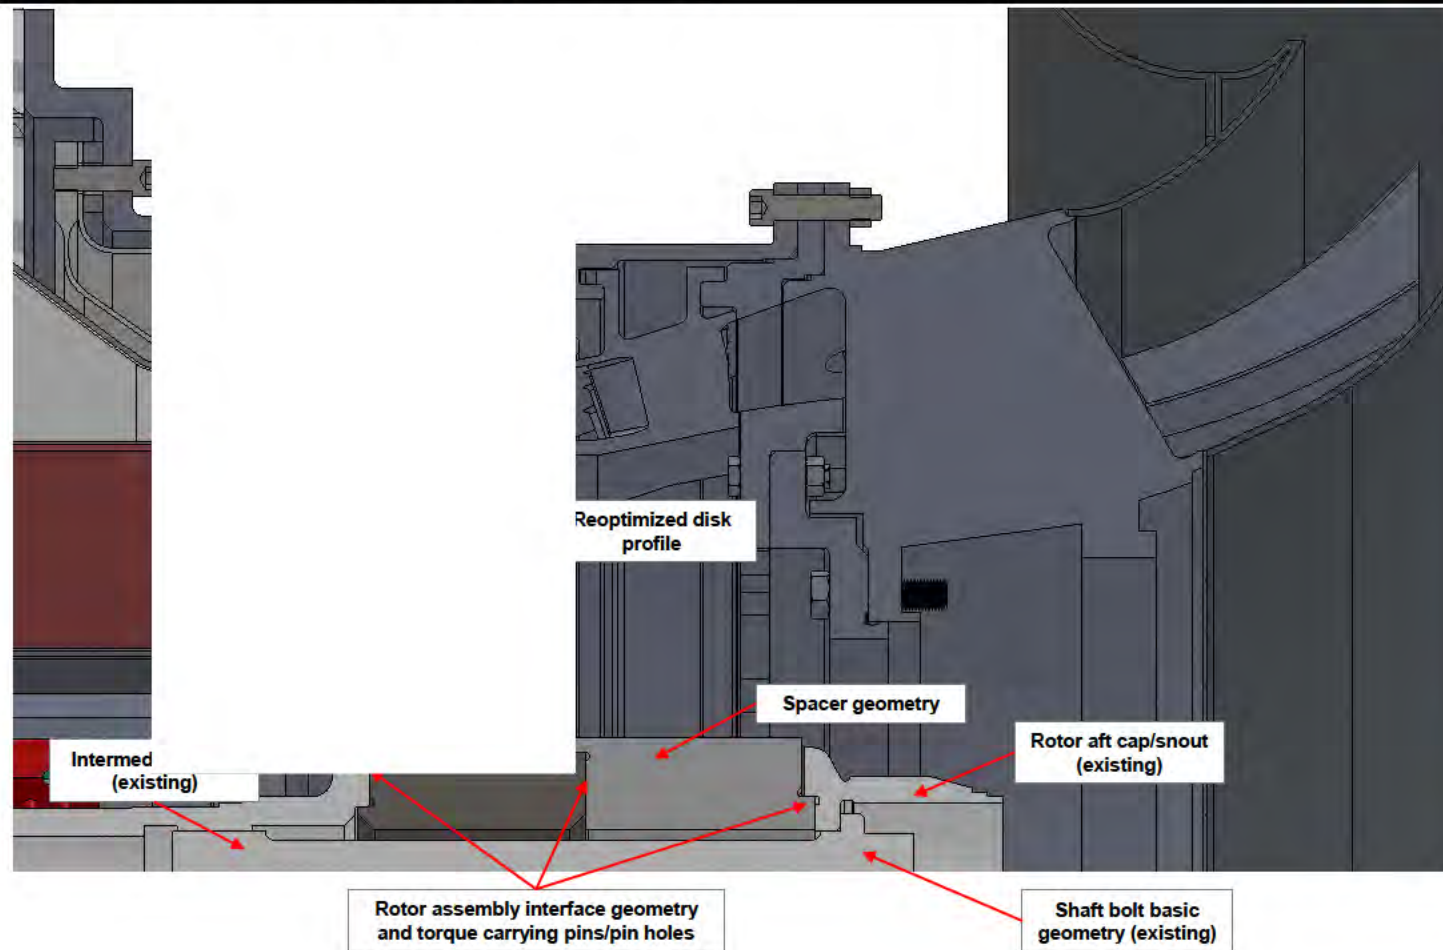 Reoptimized disk
profile
Spacer geometry
Rotor aft cap/snout
(existing)
Intermed
(existing)
Rotor assembly interface geometry
and torque carrying pins/pin holes
Shaft bolt basic
geometry (existing)